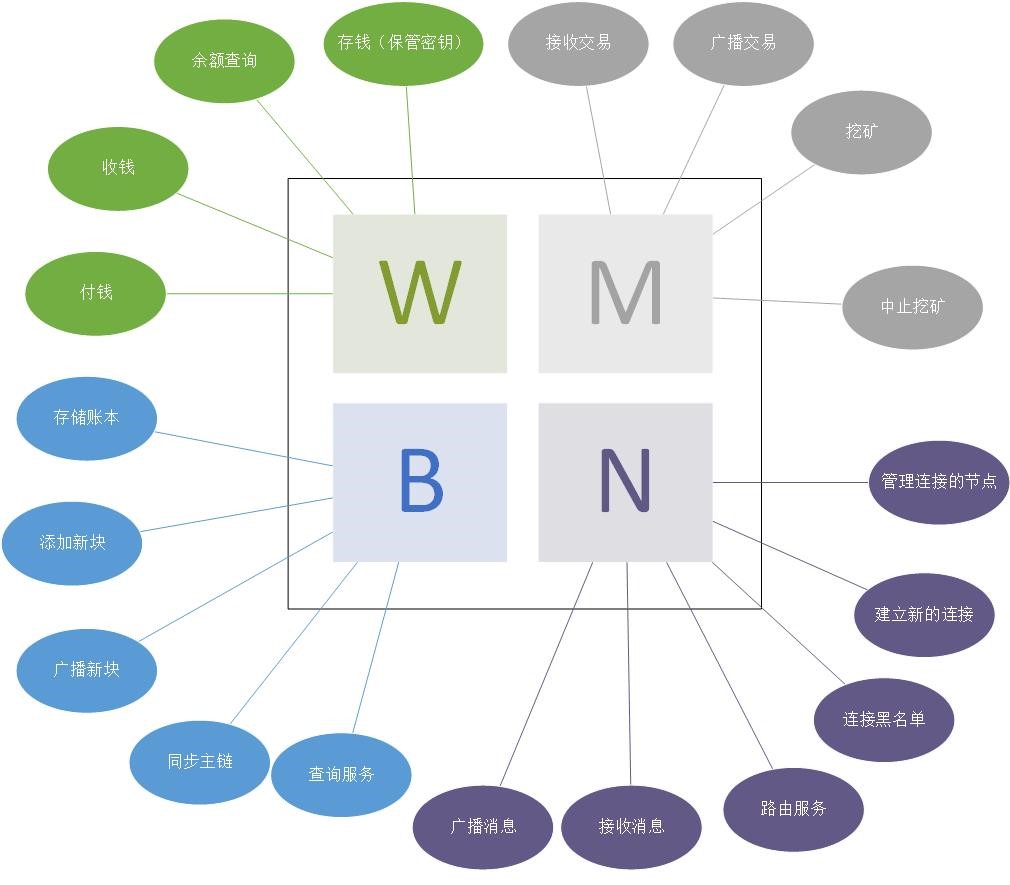 存钱（保管密钥）
接收交易
广播交易
余额查询
挖矿
收钱
付钱
中止挖矿
W
M
存储账本
B
N
管理连接的节点
添加新块
建立新的连接
广播新块
连接黑名单
同步主链
查询服务
路由服务
广播消息
接收消息